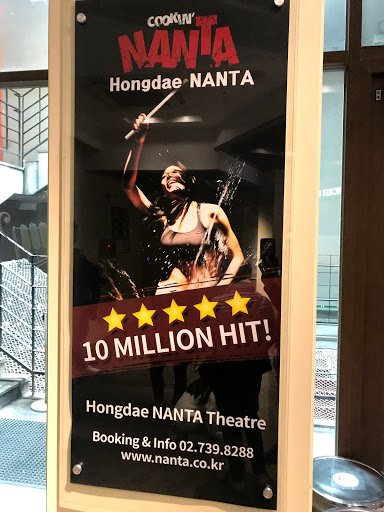 COOKIN'
NANTA
Hongdae NANTA
10 MILLION HIT!
Hongdae NANTA Theatre
Booking & Info 02.739.8288
www.nanta.co.kr